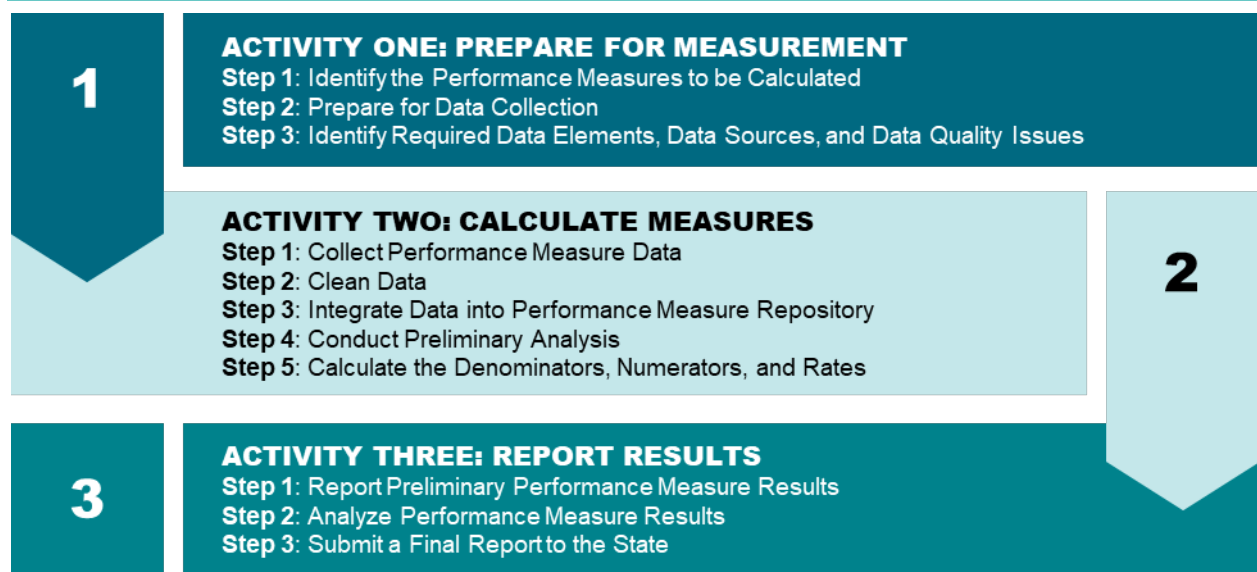 1
ACTIVITY ONE: PREPARE FOR MEASUREMENT
Step 1: Identify the Performance Measures to be Calculated
Step 2: Prepare for Data Collection
Step 3: Identify Required Data Elements, Data Sources, and Data Quality Issues
ACTIVITY TWO: CALCULATE MEASURES
Step 1: Collect Performance Measure Data
Step 2: Clean Data
Step 3: Integrate Data into Performance Measure Repository
Step 4: Conduct Preliminary Analysis
Step 5: Calculate the Denominators, Numerators, and Rates
2
3
ACTIVITY THREE: REPORT RESULTS
Step 1: Report Preliminary Performance Measure Results
Step 2: Analyze Performance Measure Results
Step 3: Submit a Final Report to the State